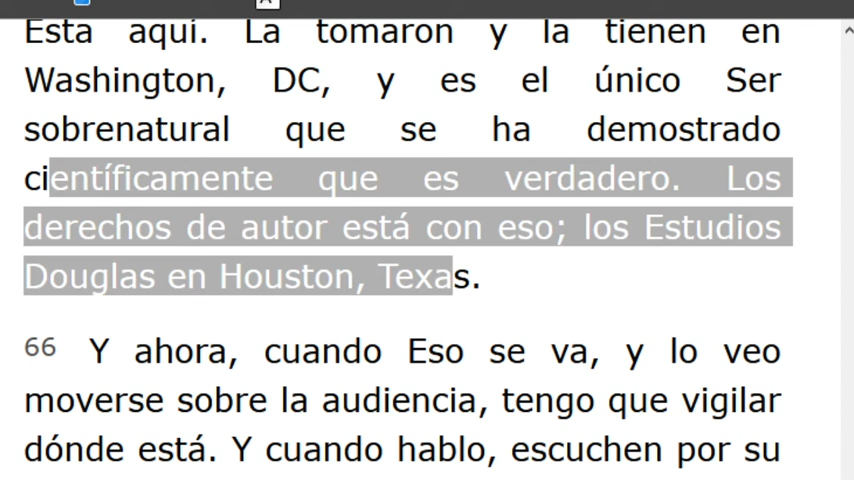 Esta aquí. La tomaron y la tienen en
Washington, DC, y es el único Ser
sobrenatural que se ha demostrado
científicamente que es verdadero. Los
derechos de autor está con eso; los Estudios
Douglas en Houston, Texas.
66 Y ahora, cuando Eso se va, y lo veo
moverse sobre la audiencia, tengo que vigilar
dónde está. Y cuando hablo, escuchen por su